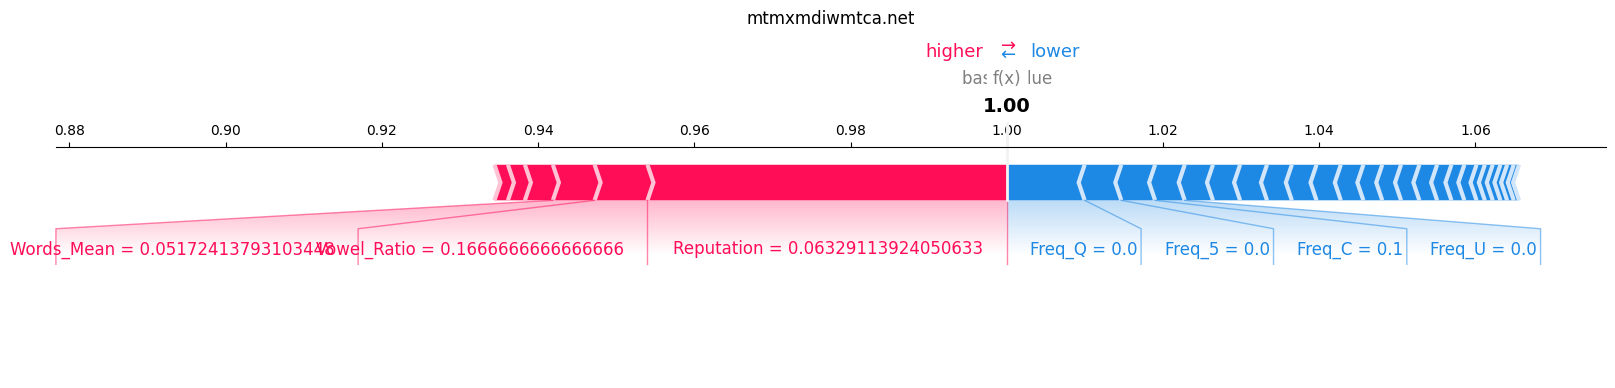 mtmxmdiwmtca.net
higher ⇄ lower
f(x) lue
1.00
0.88 0.90 0.92 0.94 0.96 0.98 1.00 1.02 1.04 1.06
Words_Mean = 0.05172413793103448 Vowel_Ratio = 0.1666666666666666 Reputation = 0.06329113924050633 Freq_Q = 0.0 Freq_5 = 0.0 Freq_C = 0.1 Freq_U = 0.0